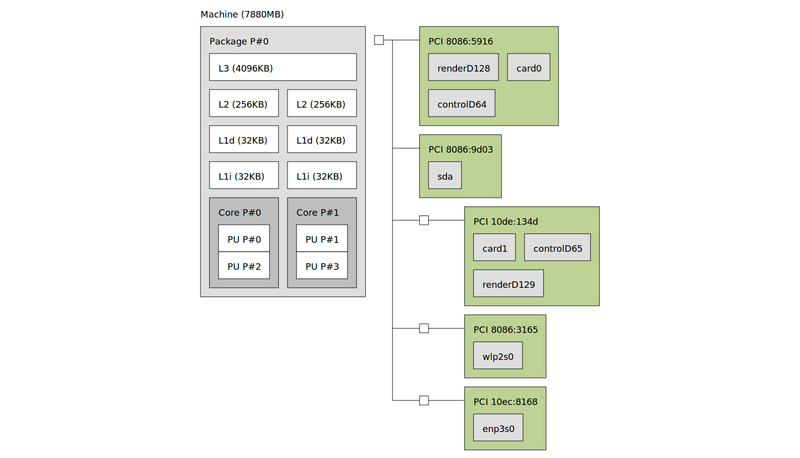 Machine (7880MB)
Package P#0
L3 (4096KB)
L2 (256KB) L2 (256KB)
L1d (32KB) L1d (32KB)
L1i (32KB) L1i (32KB)
Core P#0 Core P#1
PU P#0 PU P#1
PU P#2 PU P#3
PCI 8086:5916
renderD128 card0
controlD64
PCI 8086:9d03
sda
PCI 10de:134d
card1 controlD65
renderD129
PCI 8086:3165
wlp2s0
PCI 10ec:8168
enp3s0